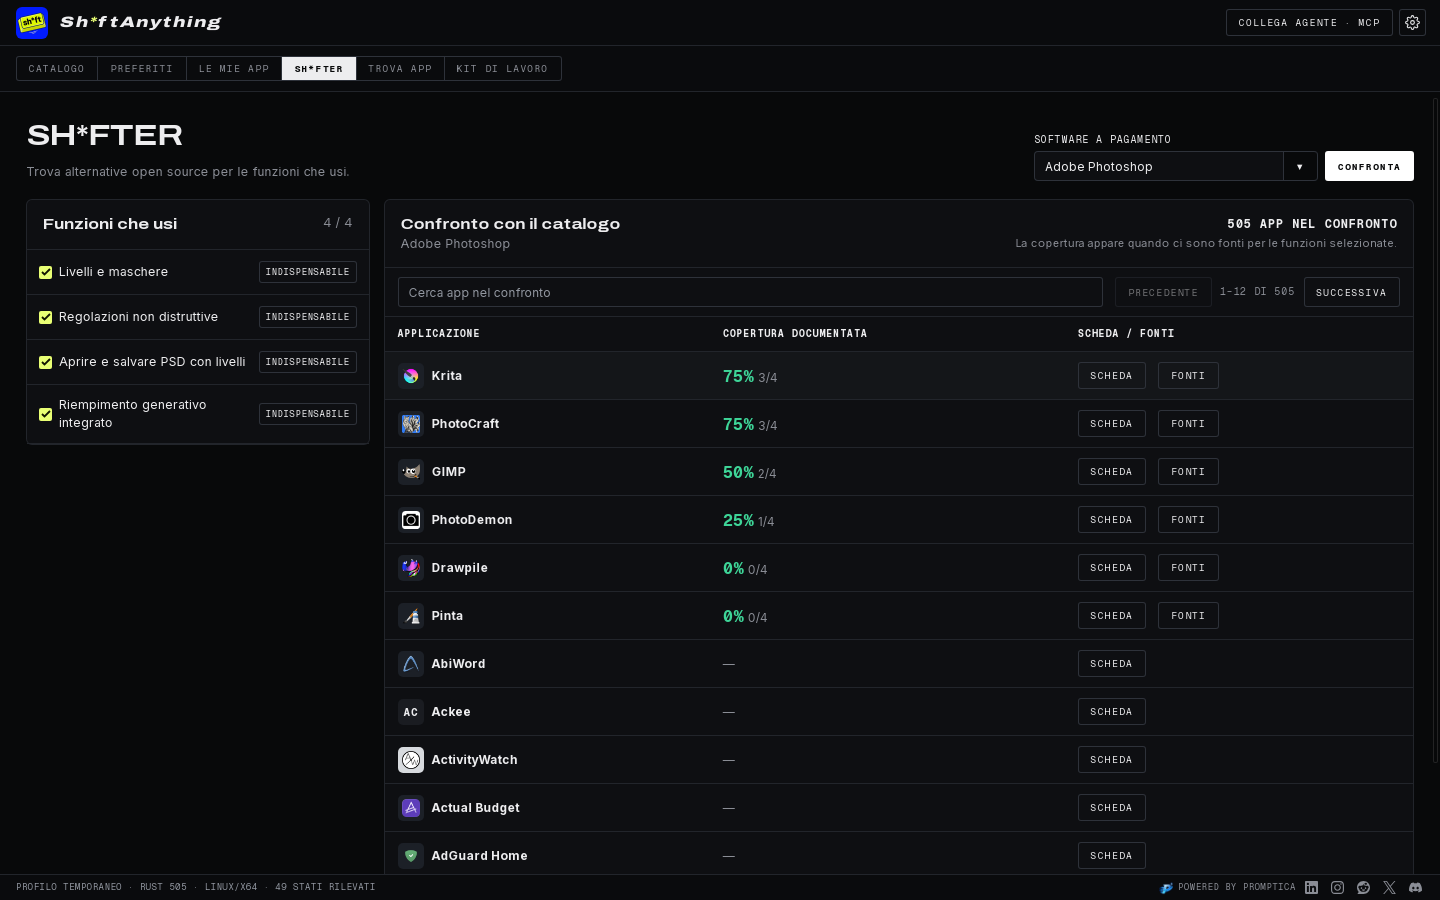 Sh*ftAnything
COLLEGA AGENTE · MCP
CATALOGO
PREFERITI
LE MIE APP
SH*FTER
TROVA APP
KIT DI LAVORO
SH*FTER
Trova alternative open source per le funzioni che usi.
SOFTWARE A PAGAMENTO
Adobe Photoshop
CONFRONTA
Funzioni che usi
4 / 4
Livelli e maschere
INDISPENSABILE
Regolazioni non distruttive
INDISPENSABILE
Aprire e salvare PSD con livelli
INDISPENSABILE
Riempimento generativo
integrato
INDISPENSABILE
Confronto con il catalogo
Adobe Photoshop
505 APP NEL CONFRONTO
La copertura appare quando ci sono fonti per le funzioni selezionate.
Cerca app nel confronto
PRECEDENTE
1–12 DI 505
SUCCESSIVA
APPLICAZIONE
COPERTURA DOCUMENTATA
SCHEDA / FONTI
Krita
75% 3/4
SCHEDA
FONTI
PhotoCraft
75% 3/4
SCHEDA
FONTI
GIMP
50% 2/4
SCHEDA
FONTI
PhotoDemon
25% 1/4
SCHEDA
FONTI
Drawpile
0% 0/4
SCHEDA
FONTI
Pinta
0% 0/4
SCHEDA
FONTI
AbiWord
—
SCHEDA
AC
Ackee
—
SCHEDA
ActivityWatch
—
SCHEDA
Actual Budget
—
SCHEDA
AdGuard Home
—
SCHEDA
PROFILO TEMPORANEO · RUST 505 · LINUX/X64 · 49 STATI RILEVATI
POWERED BY PROMPTICA